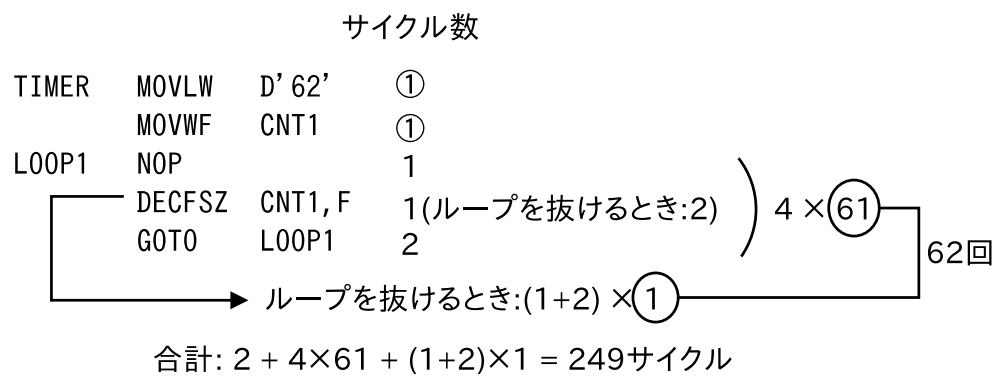 サイクル数
TIMER MOVLW D'62' ①
MOVWF CNT1 ①
LOOP1 NOP 1
DECFSZ CNT1,F 1(ループを抜けるとき:2)
GOTO LOOP1 2
) 4×61
62回
ループを抜けるとき:(1+2)×1
合計: 2 + 4×61 + (1+2)×1 = 249サイクル